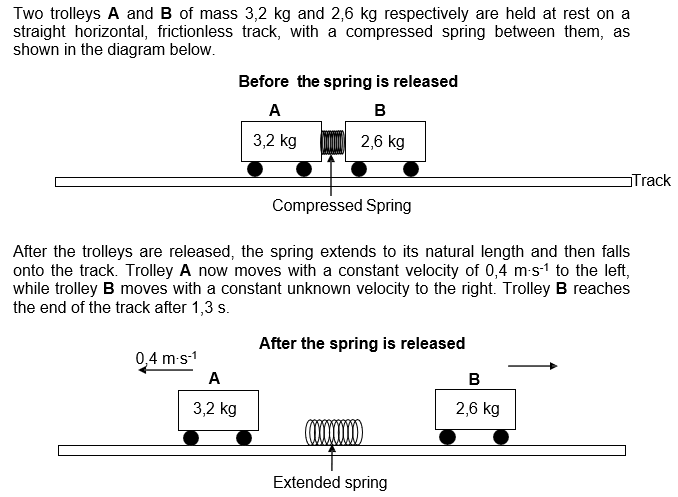 Two trolleys A and B of mass 3,2 kg and 2,6 kg respectively are held at rest on a
straight horizontal, frictionless track, with a compressed spring between them, as
shown in the diagram below.
Before the spring is released
A B
3,2 kg 2,6 kg
Track
Compressed Spring
After the trolleys are released, the spring extends to its natural length and then falls
onto the track. Trolley A now moves with a constant velocity of 0,4 m·s-1 to the left,
while trolley B moves with a constant unknown velocity to the right. Trolley B reaches
the end of the track after 1,3 s.
After the spring is released
0,4 m·s-1
A B
3,2 kg 2,6 kg
Extended spring